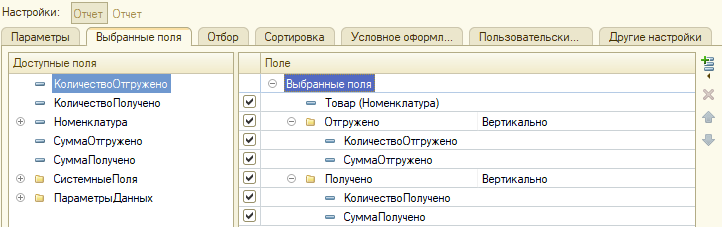 Настройки: Отчет Отчет
Параметры Выбранные поля Отбор Сортировка Условное оформл... Пользовательски... Другие настройки
Доступные поля
КоличествоОтгружено
КоличествоПолучено
Номенклатура
СуммаОтгружено
СуммаПолучено
СистемныеПоля
ПараметрыДанных
Поле
Выбранные поля
Товар (Номенклатура)
Отгружено Вертикально
КоличествоОтгружено
СуммаОтгружено
Получено Вертикально
КоличествоПолучено
СуммаПолучено